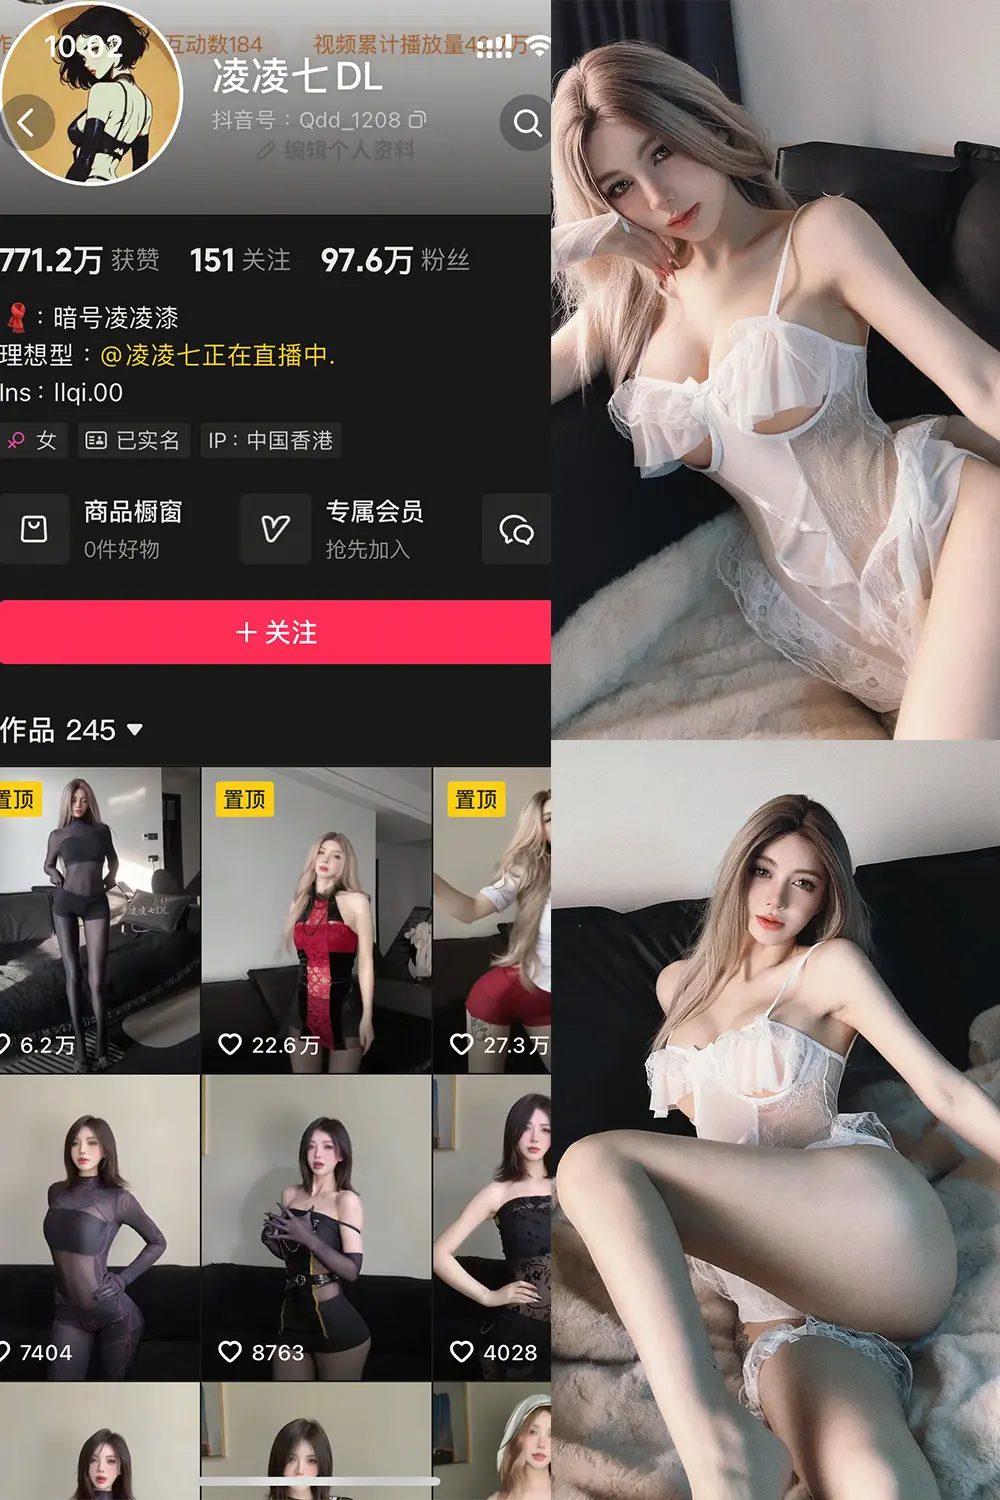 10:02
互动数184
视频累计播放量4
万
凌凌七DL
抖音号：Qdd_1208
编辑个人资料
771.2万 获赞 151 关注 97.6万 粉丝
：暗号凌凌漆
理想型：@凌凌七正在直播中.
Ins：llqi.00
女 已实名 IP：中国香港
商品橱窗
0件好物
专属会员
抢先加入
＋关注
作品 245
置顶 置顶 置顶
凌凌七DL
6.2万 22.6万 27.3万
7404 8763 4028